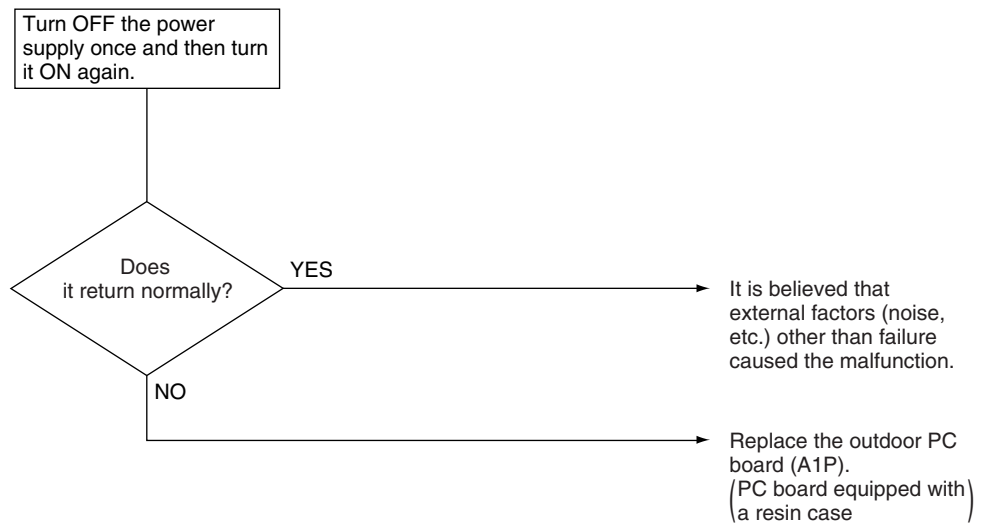 Turn OFF the power
supply once and then turn
it ON again.
Does
it return normally?
YES
It is believed that
external factors (noise,
etc.) other than failure
caused the malfunction.
NO
Replace the outdoor PC
board (A1P).
(PC board equipped with
a resin case)